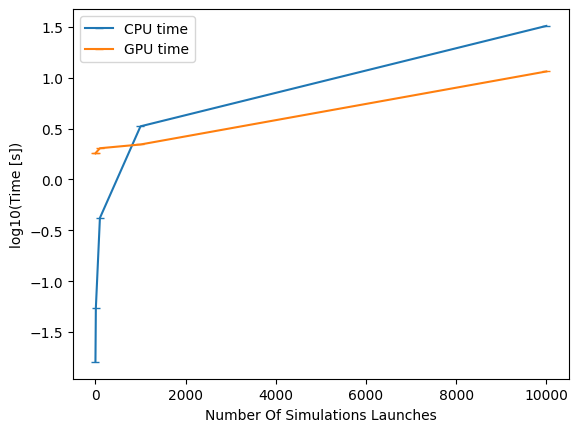 CPU time
GPU time
1.5
1.0
0.5
0.0
−0.5
−1.0
−1.5
log10(Time [s])
0 2000 4000 6000 8000 10000
Number Of Simulations Launches